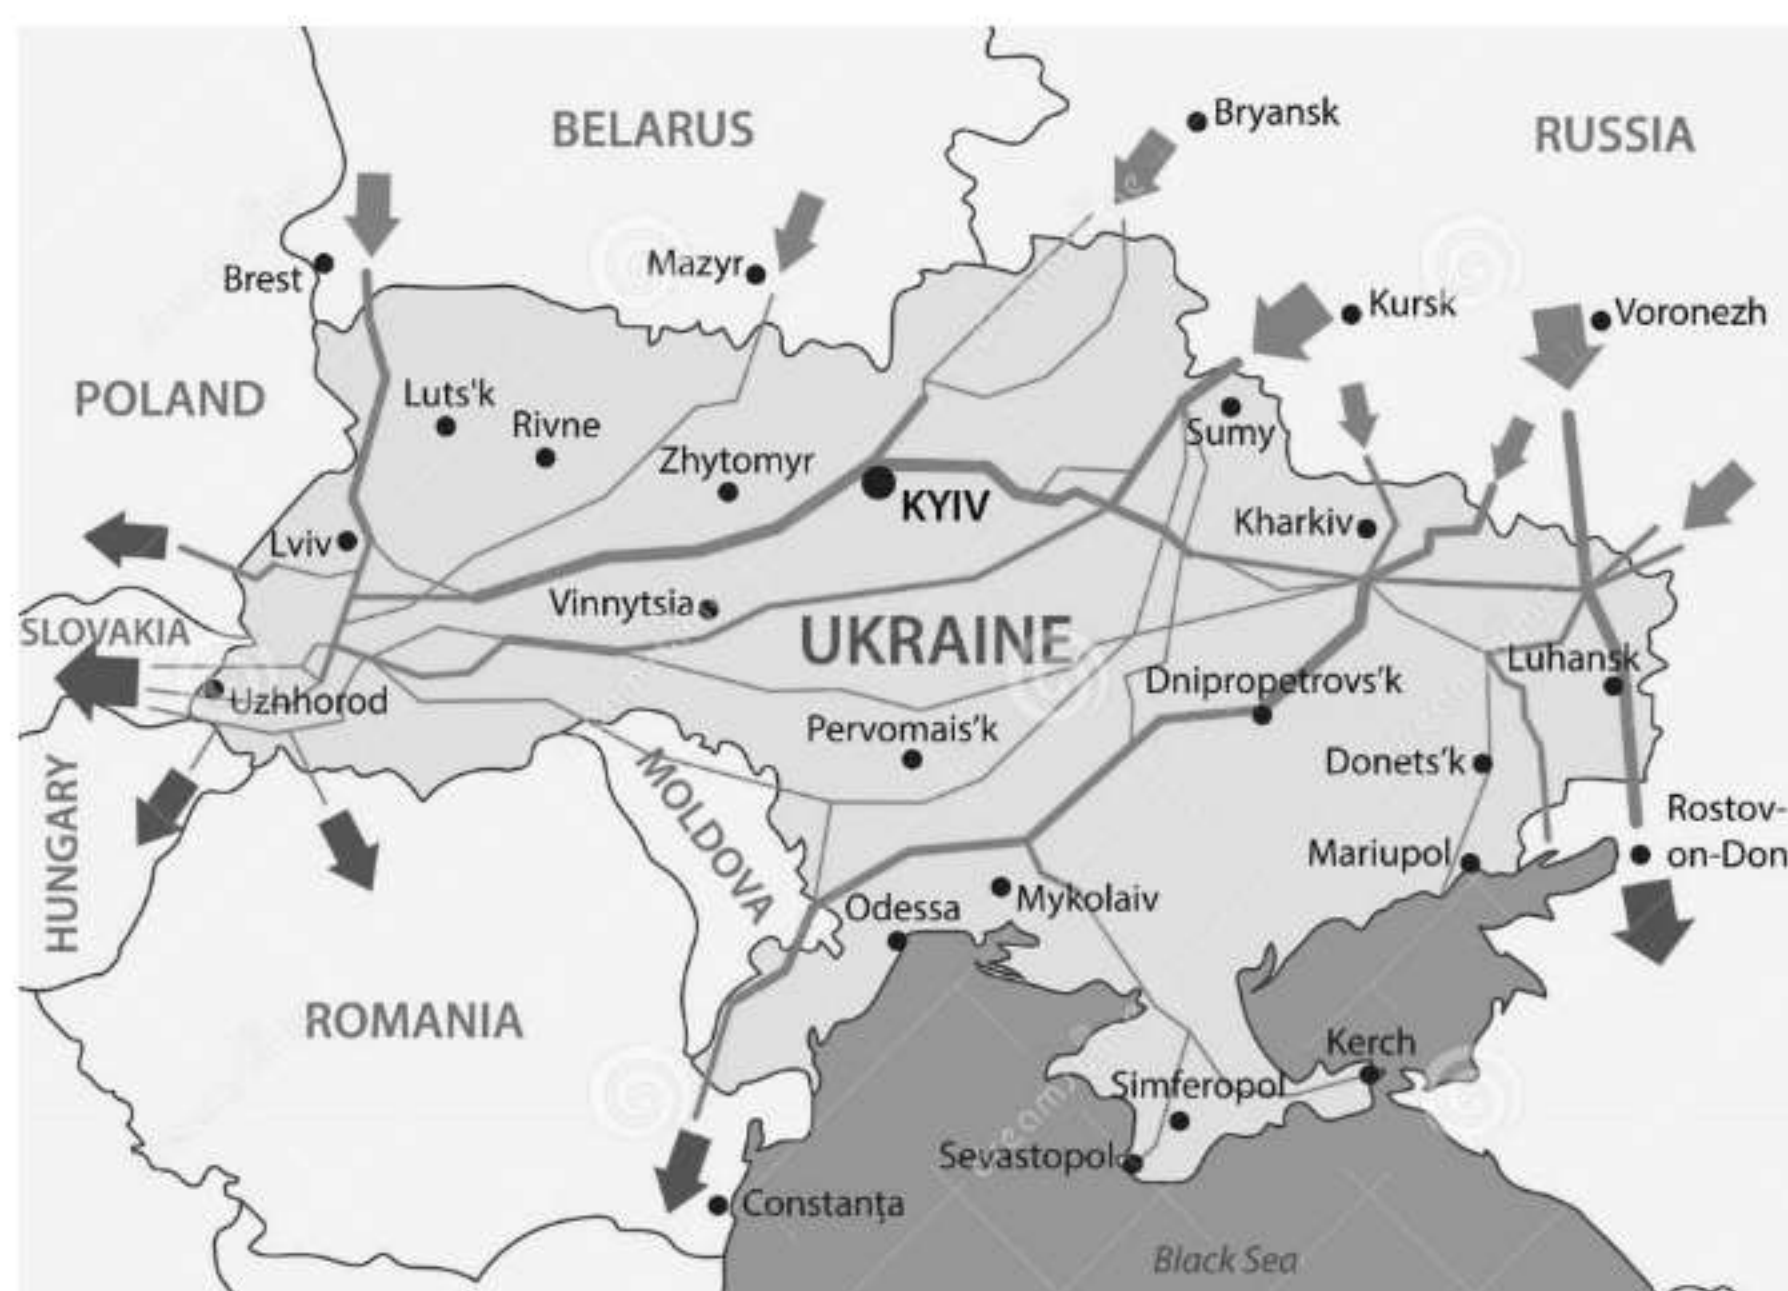 Bryansk
BELARUS
RUSSIA
Brest
Mazyr
Kursk
Voronezh
POLAND
Luts'k
Rivne
Sumy
Zhytomyr
KYIV
Kharkiv
Lviv
Vinnytsia
SLOVAKIA
UKRAINE
Luhansk
Uzhhorod
Dnipropetrovs'k
Pervomais'k
Donets'k
HUNGARY
MOLDOVA
Rostov-
on-Don
Mariupol
Odessa
Mykolaiv
ROMANIA
Kerch
Simferopol
Sevastopol
Constanța
Black Sea